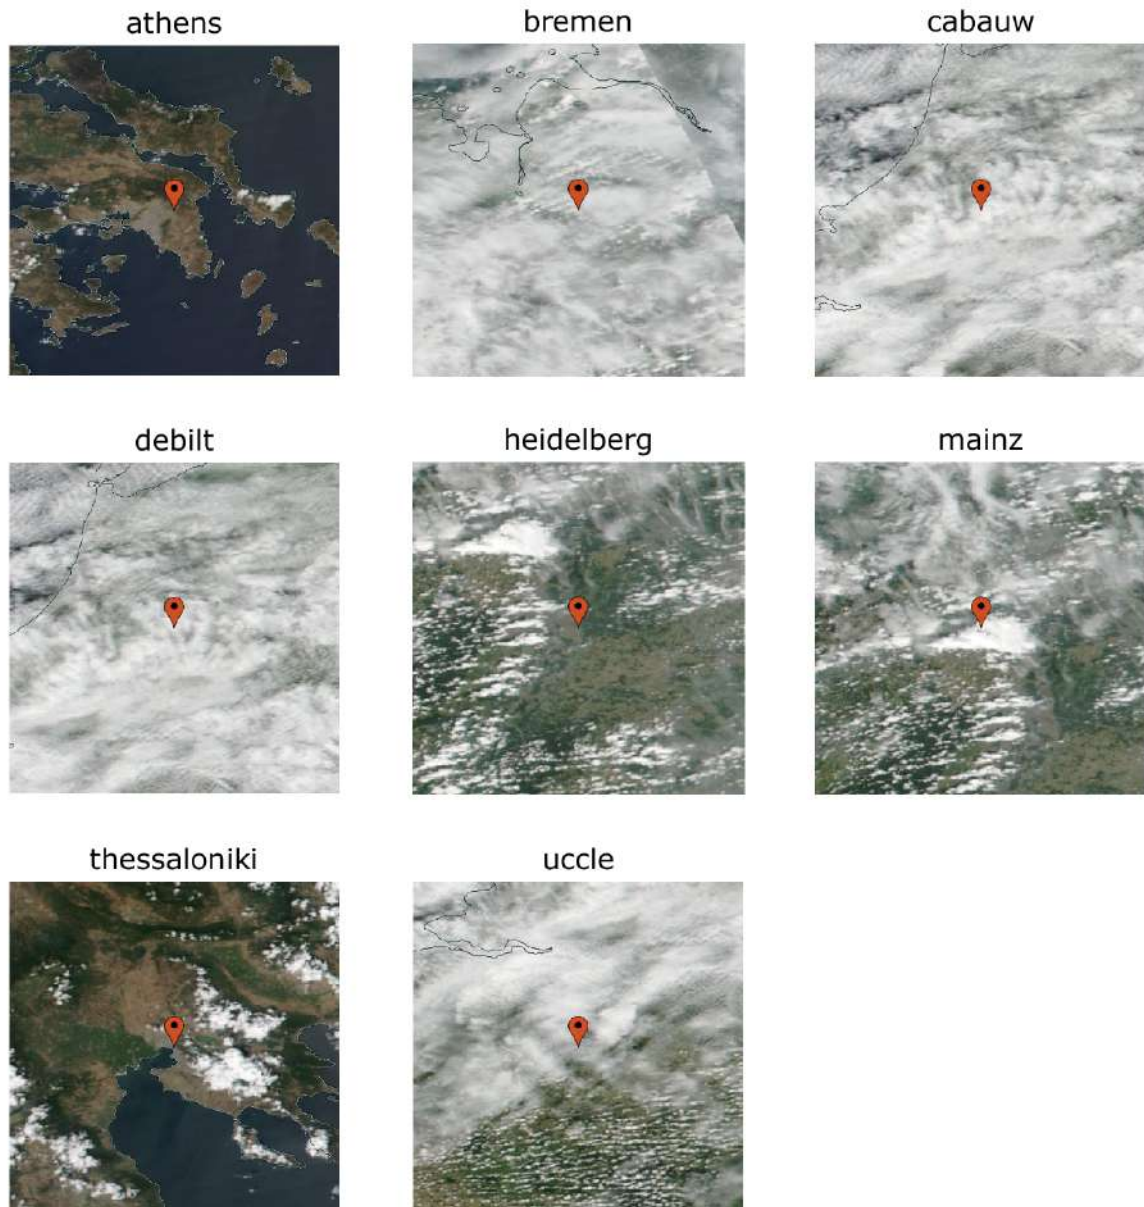 athens
bremen
cabauw
debilt
heidelberg
mainz
thessaloniki
uccle